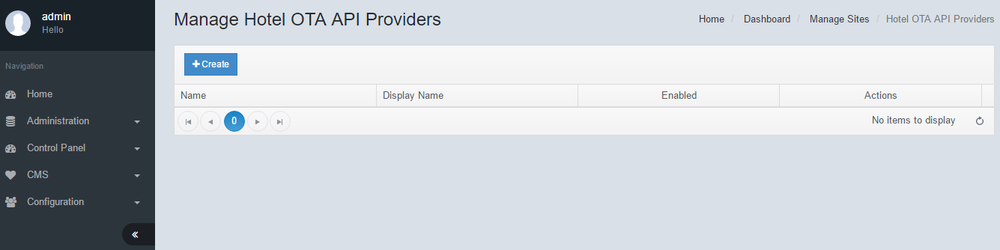 admin
Hello
Navigation
Home
Administration
Control Panel
CMS
Configuration
Manage Hotel OTA API Providers
Home / Dashboard / Manage Sites / Hotel OTA API Providers
Create
Name Display Name Enabled Actions
0 No items to display